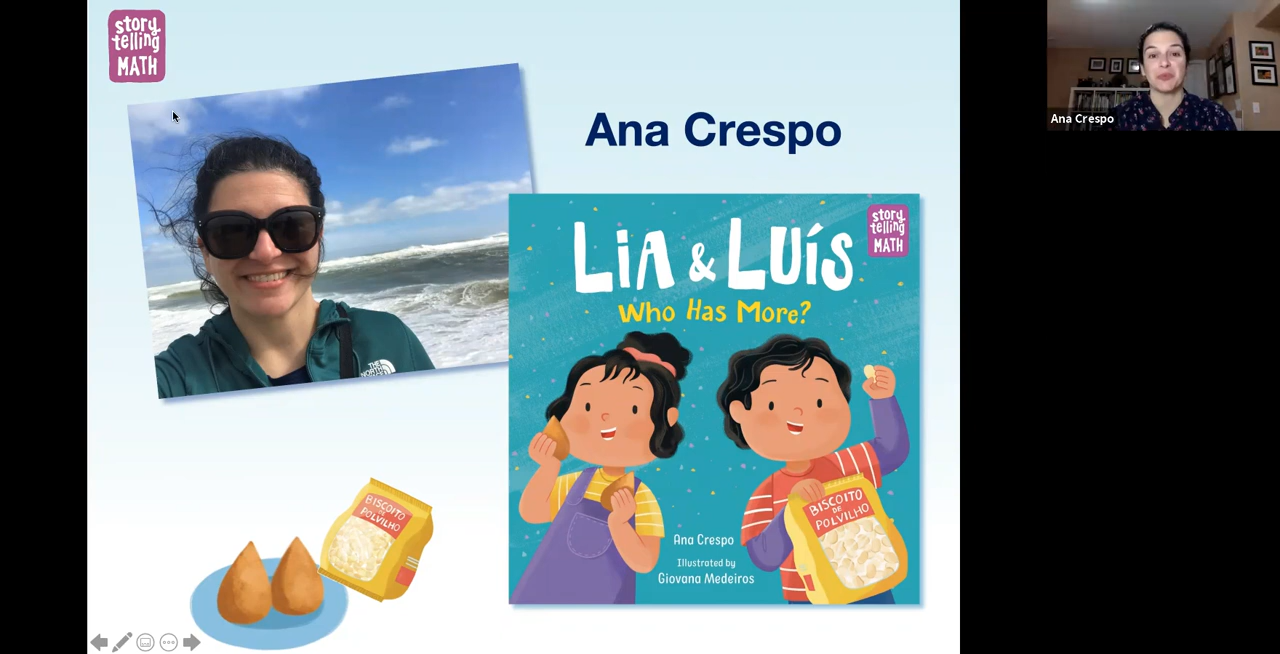 story
telling
MATH
Ana Crespo
Ana Crespo
THE
NORTH
LIA & LUÍS
Who Has More?
story
telling
MATH
BISCOITO
DE
POLVILHO
Ana Crespo
Illustrated by
Giovana Medeiros
BISCOITO
DE
POLVILHO